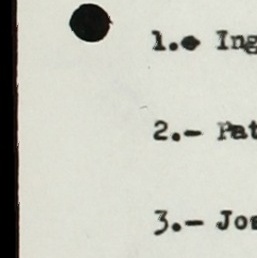 1.- Ing
2.- Pat
3.- Jos